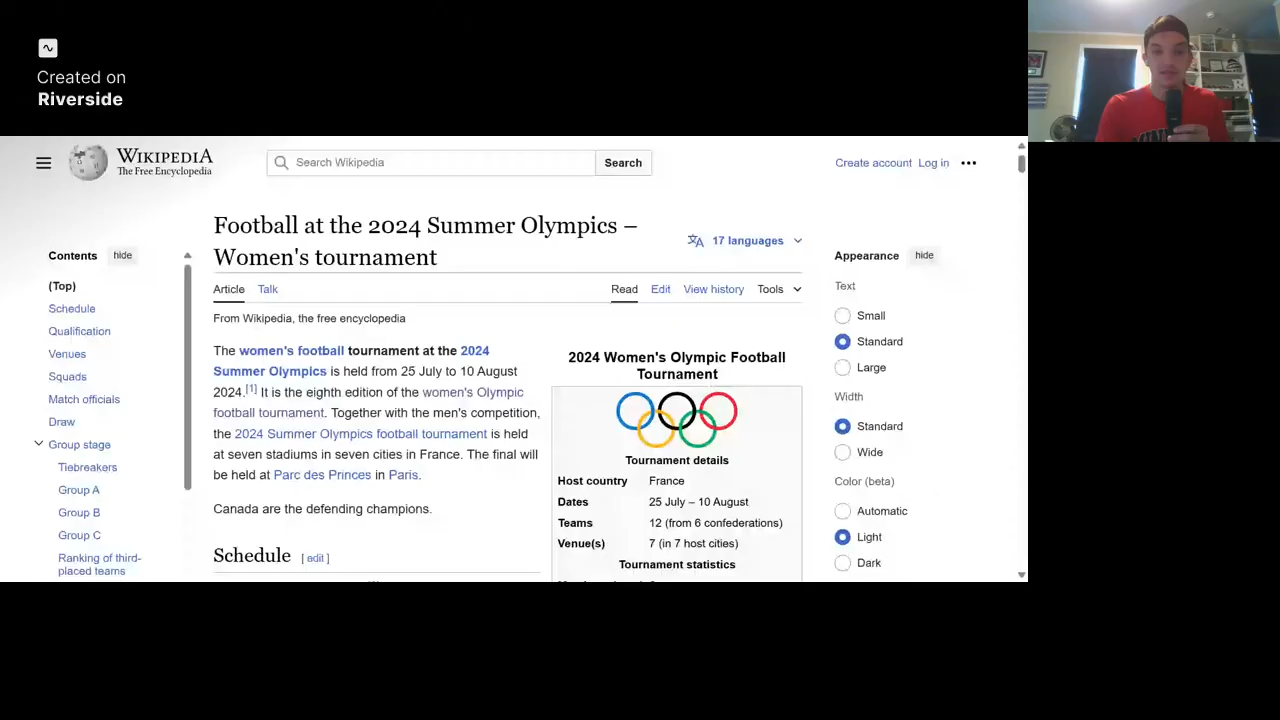 Created on
Riverside
WIKIPEDIA
The Free Encyclopedia
Search Wikipedia
Search
Create account Log in
Football at the 2024 Summer Olympics –
Women's tournament
17 languages
Article Talk
Read Edit View history Tools
From Wikipedia, the free encyclopedia
Contents hide
(Top)
Schedule
Qualification
Venues
Squads
Match officials
Draw
Group stage
Tiebreakers
Group A
Group B
Group C
Ranking of third-
placed teams
The women's football tournament at the 2024
Summer Olympics is held from 25 July to 10 August
2024.[1] It is the eighth edition of the women's Olympic
football tournament. Together with the men's competition,
the 2024 Summer Olympics football tournament is held
at seven stadiums in seven cities in France. The final will
be held at Parc des Princes in Paris.
Canada are the defending champions.
Schedule [ edit ]
2024 Women's Olympic Football
Tournament
Tournament details
Host country France
Dates 25 July – 10 August
Teams 12 (from 6 confederations)
Venue(s) 7 (in 7 host cities)
Tournament statistics
Appearance hide
Text
Small
Standard
Large
Width
Standard
Wide
Color (beta)
Automatic
Light
Dark